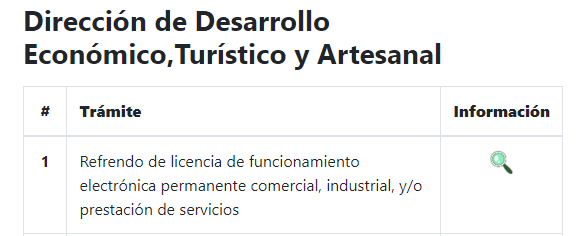 Dirección de Desarrollo
Económico,Turístico y Artesanal
# Trámite Información
1 Refrendo de licencia de funcionamiento
electrónica permanente comercial, industrial, y/o
prestación de servicios